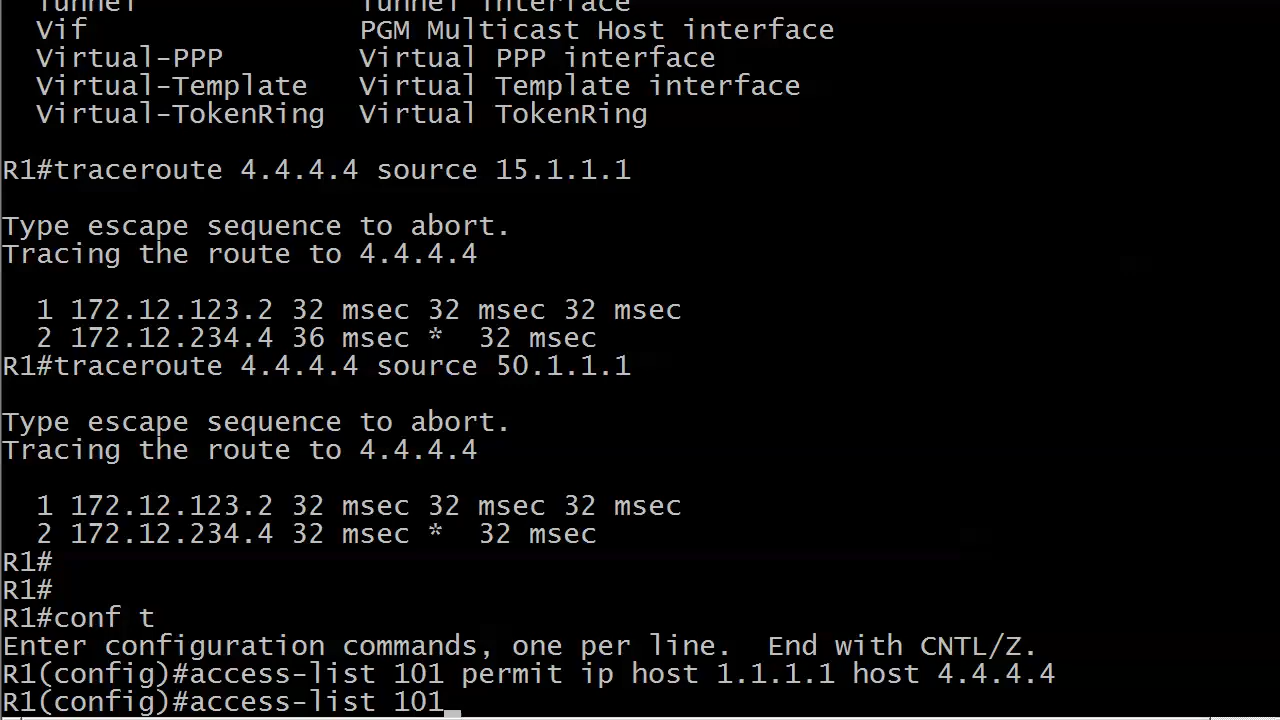 Tunnel Tunnel interface
Vif PGM Multicast Host interface
Virtual-PPP Virtual PPP interface
Virtual-Template Virtual Template interface
Virtual-TokenRing Virtual TokenRing
R1#traceroute 4.4.4.4 source 15.1.1.1
Type escape sequence to abort.
Tracing the route to 4.4.4.4
1 172.12.123.2 32 msec 32 msec 32 msec
2 172.12.234.4 36 msec * 32 msec
R1#traceroute 4.4.4.4 source 50.1.1.1
Type escape sequence to abort.
Tracing the route to 4.4.4.4
1 172.12.123.2 32 msec 32 msec 32 msec
2 172.12.234.4 32 msec * 32 msec
R1#
R1#
R1#conf t
Enter configuration commands, one per line.  End with CNTL/Z.
R1(config)#access-list 101 permit ip host 1.1.1.1 host 4.4.4.4
R1(config)#access-list 101